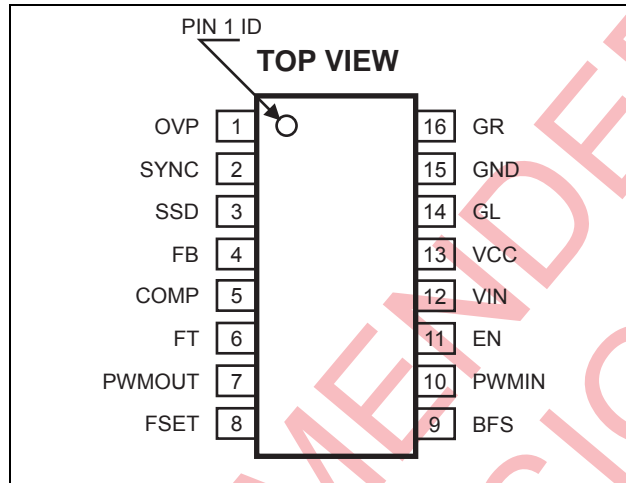 PIN 1 ID
TOP VIEW
OVP 1 16 GR
SYNC 2 15 GND
SSD 3 14 GL
FB 4 13 VCC
COMP 5 12 VIN
FT 6 11 EN
PWMOUT 7 10 PWMIN
FSET 8 9 BFS